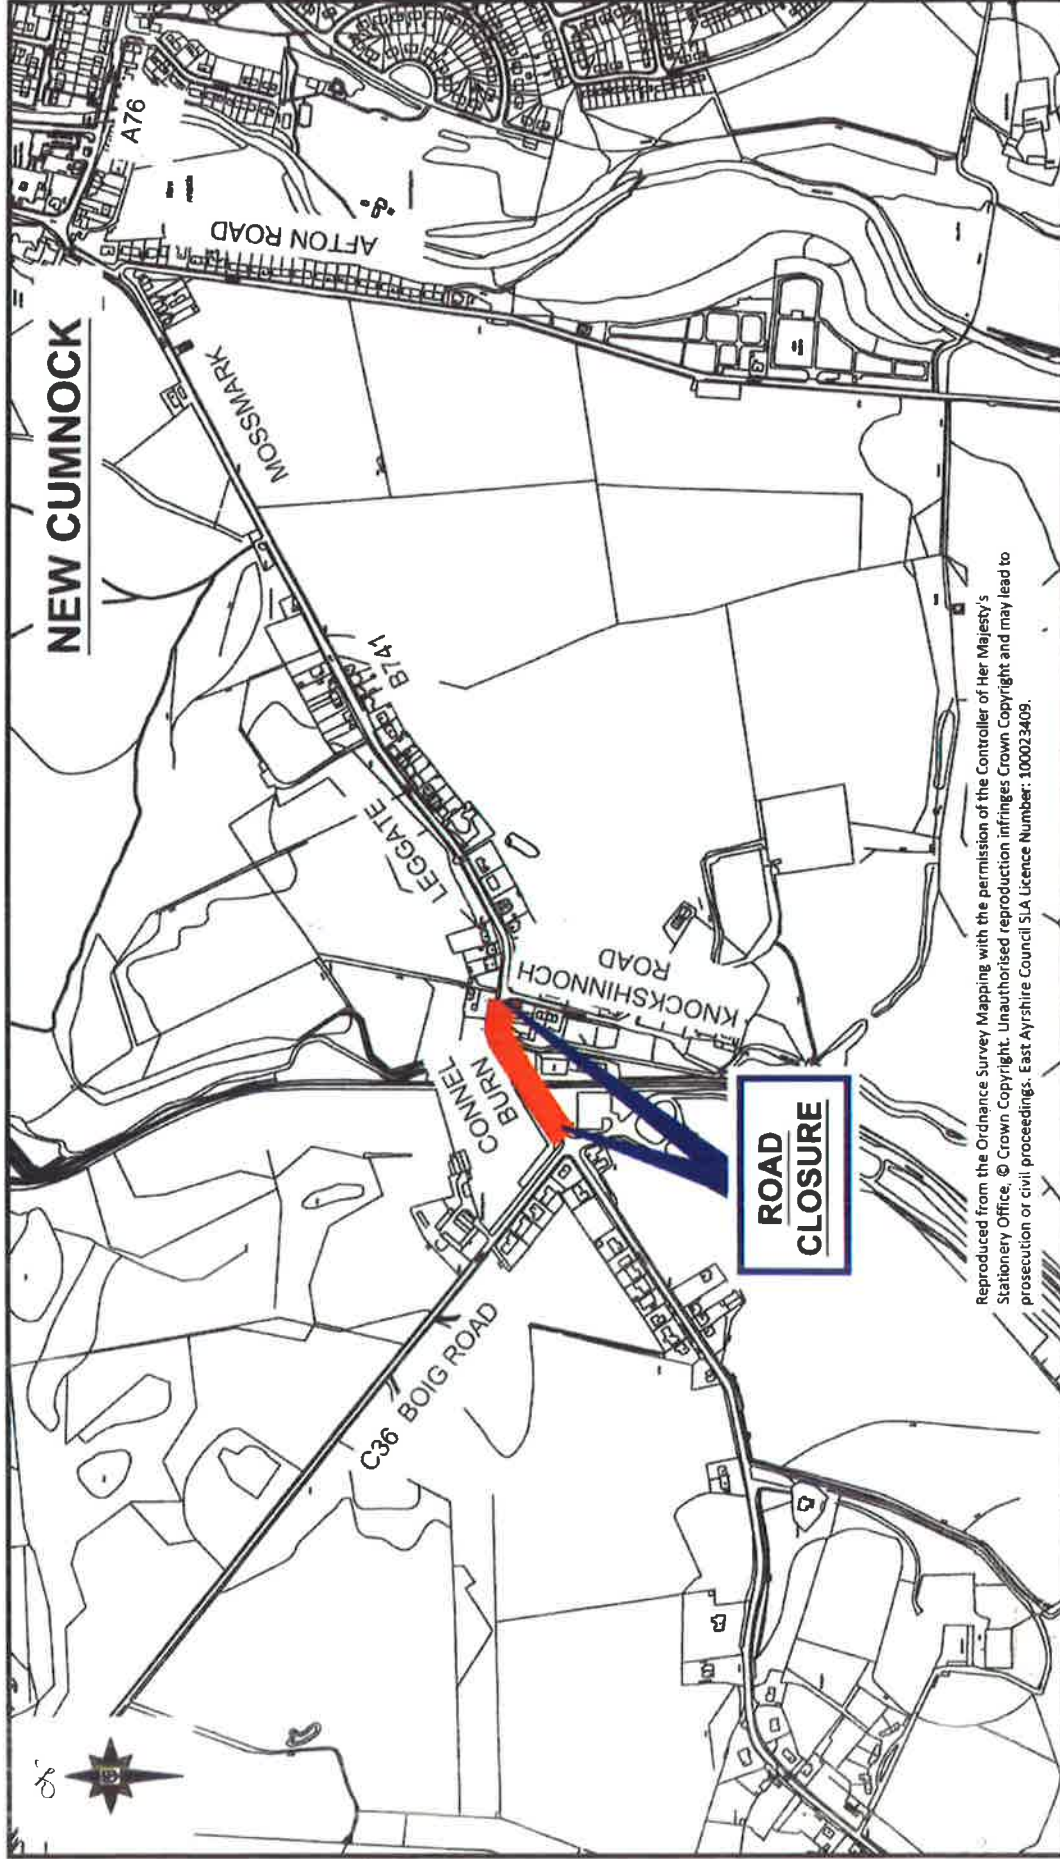 NEW CUMNOCK
A76
AFTON ROAD
MOSSMARK
B741
LEGGATE
C36 BOIG ROAD
CONNEL
BURN
KNOCKSHINNOCH
ROAD
ROAD
CLOSURE
Reproduced from the Ordnance Survey Mapping with the permission of the Controller of Her Majesty's
Stationery Office, © Crown Copyright. Unauthorised reproduction infringes Crown Copyright and may lead to
prosecution or civil proceedings. East Ayrshire Council SLA Licence Number: 100023409.